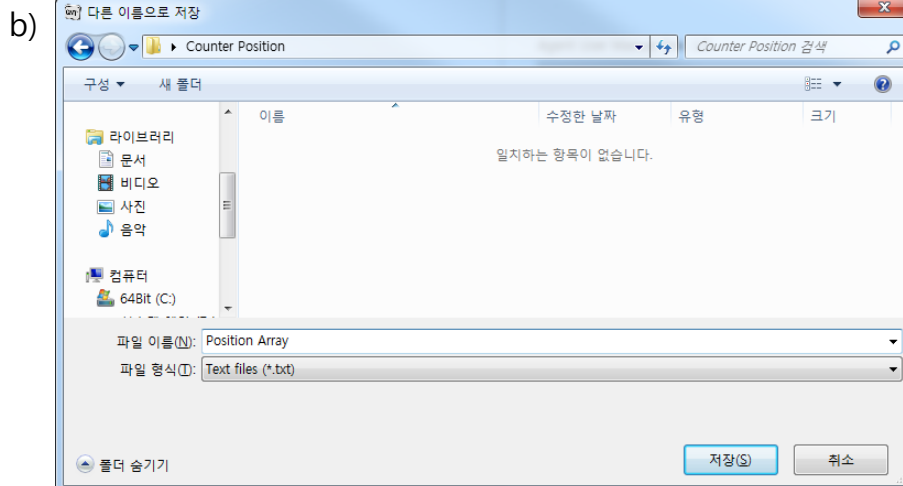 b)
다른 이름으로 저장
Counter Position
Counter Position 검색
구성 새 폴더
이름 수정한 날짜 유형 크기
라이브러리
일치하는 항목이 없습니다.
문서
비디오
사진
음악
컴퓨터
64Bit (C:)
파일 이름(N): Position Array
파일 형식(T): Text files (*.txt)
폴더 숨기기 저장(S) 취소